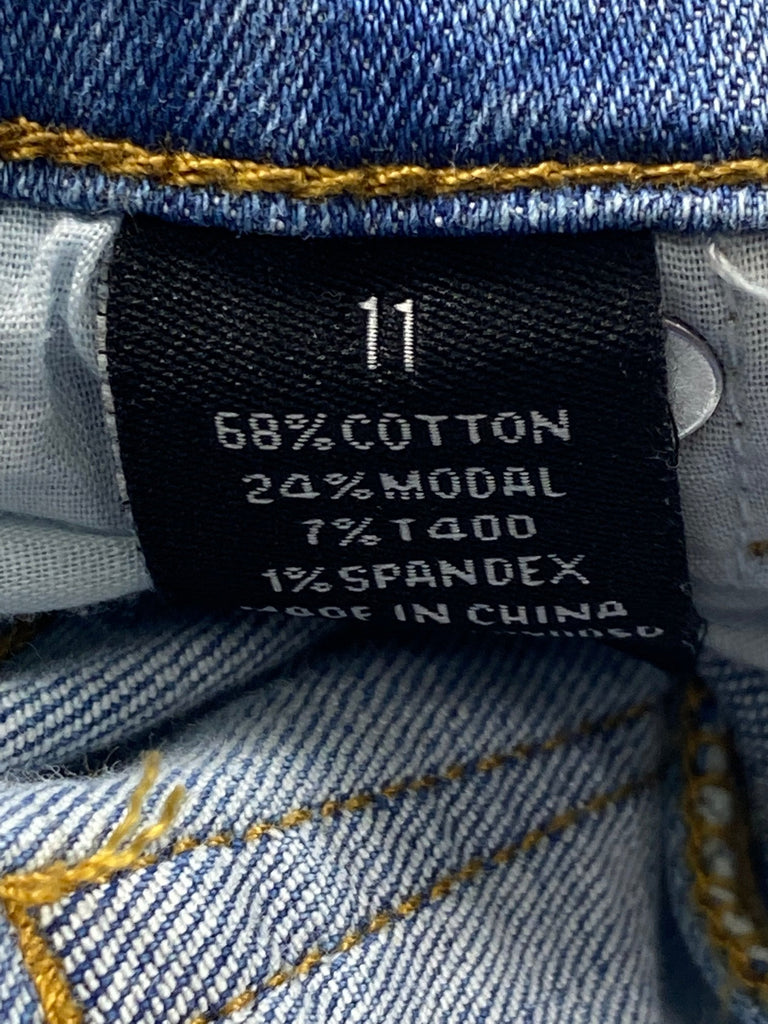 11
68%COTTON
24%MODAL
7%T400
1%SPANDEX
MADE IN CHINA